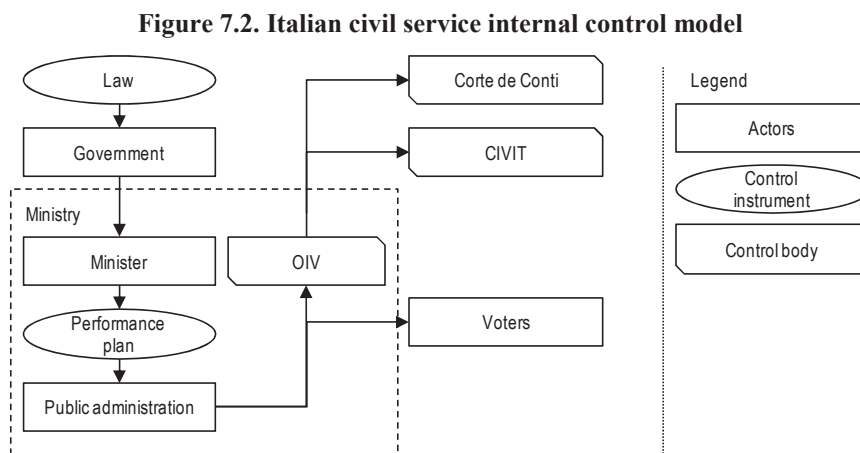 Figure 7.2. Italian civil service internal control model
Law
Government
Ministry
Minister
Performance
plan
Public administration
OIV
Corte de Conti
CIVIT
Voters
Legend
Actors
Control
instrument
Control body